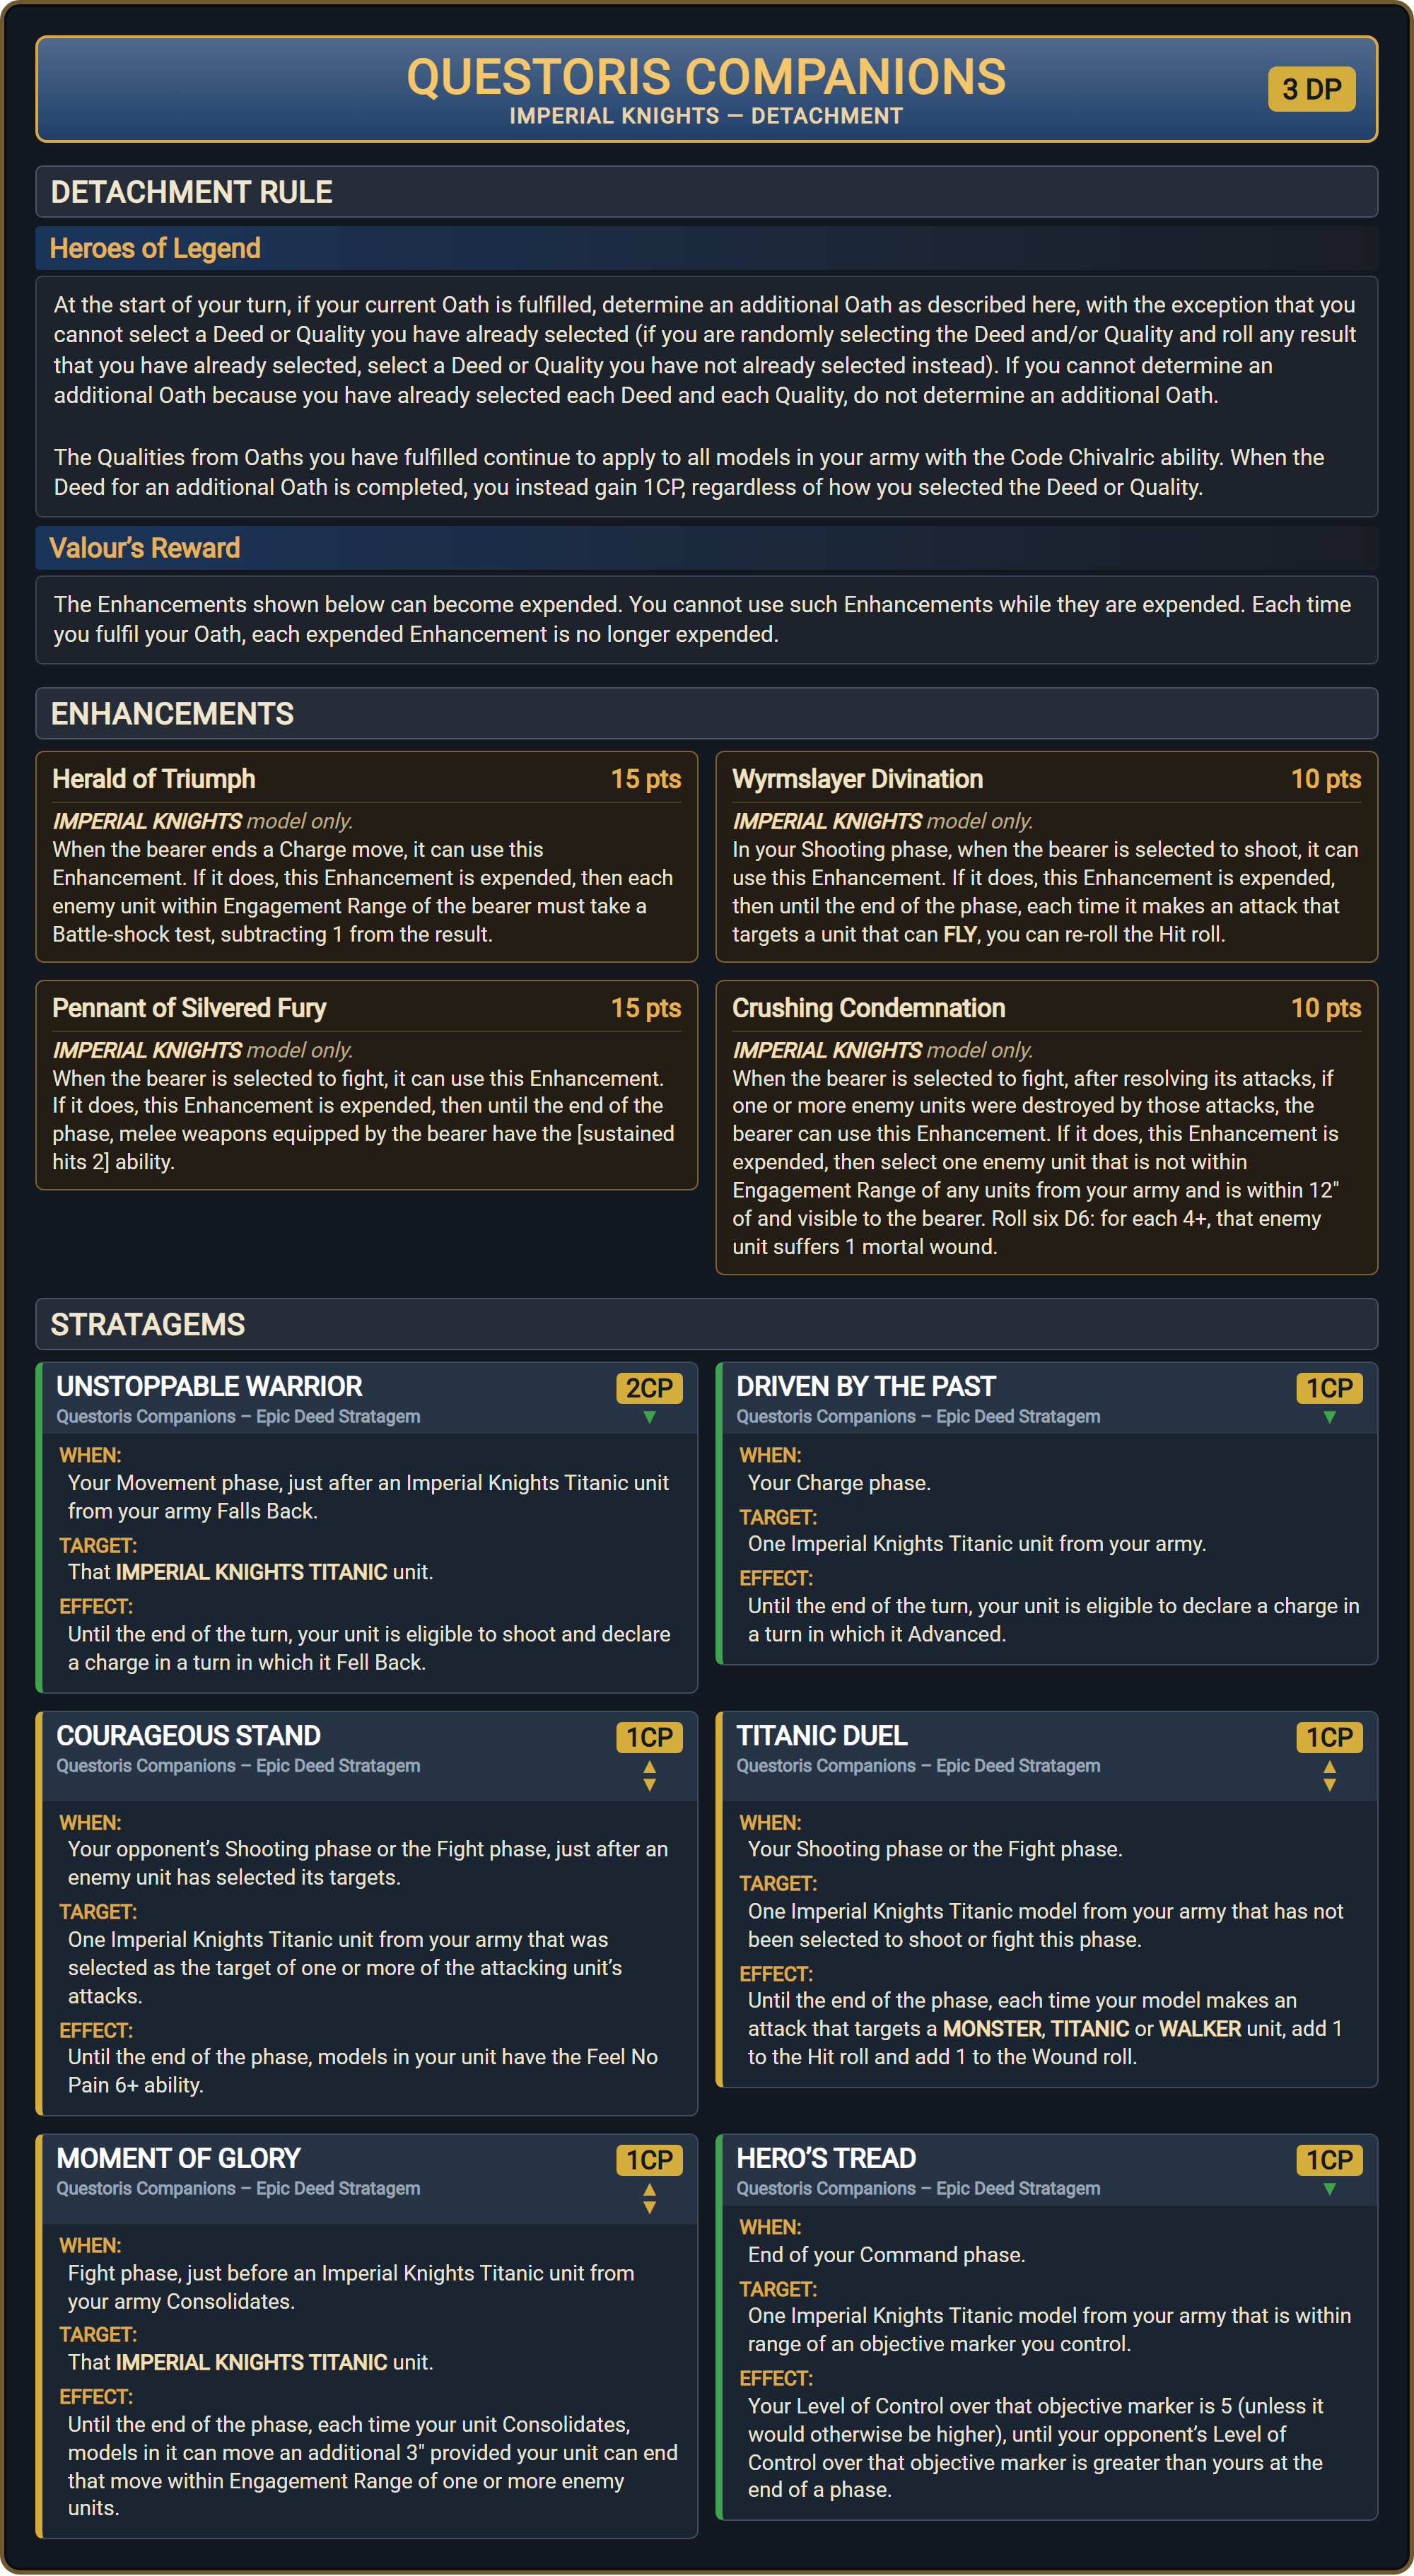 QUESTORIS COMPANIONS
IMPERIAL KNIGHTS — DETACHMENT
3 DP
DETACHMENT RULE
Heroes of Legend
At the start of your turn, if your current Oath is fulfilled, determine an additional Oath as described here, with the exception that you
cannot select a Deed or Quality you have already selected (if you are randomly selecting the Deed and/or Quality and roll any result
that you have already selected, select a Deed or Quality you have not already selected instead). If you cannot determine an
additional Oath because you have already selected each Deed and each Quality, do not determine an additional Oath.
The Qualities from Oaths you have fulfilled continue to apply to all models in your army with the Code Chivalric ability. When the
Deed for an additional Oath is completed, you instead gain 1CP, regardless of how you selected the Deed or Quality.
Valour’s Reward
The Enhancements shown below can become expended. You cannot use such Enhancements while they are expended. Each time
you fulfil your Oath, each expended Enhancement is no longer expended.
ENHANCEMENTS
Herald of Triumph
15 pts
IMPERIAL KNIGHTS model only.
When the bearer ends a Charge move, it can use this
Enhancement. If it does, this Enhancement is expended, then each
enemy unit within Engagement Range of the bearer must take a
Battle-shock test, subtracting 1 from the result.
Wyrmslayer Divination
10 pts
IMPERIAL KNIGHTS model only.
In your Shooting phase, when the bearer is selected to shoot, it can
use this Enhancement. If it does, this Enhancement is expended,
then until the end of the phase, each time it makes an attack that
targets a unit that can FLY, you can re-roll the Hit roll.
Pennant of Silvered Fury
15 pts
IMPERIAL KNIGHTS model only.
When the bearer is selected to fight, it can use this Enhancement.
If it does, this Enhancement is expended, then until the end of the
phase, melee weapons equipped by the bearer have the [sustained
hits 2] ability.
Crushing Condemnation
10 pts
IMPERIAL KNIGHTS model only.
When the bearer is selected to fight, after resolving its attacks, if
one or more enemy units were destroyed by those attacks, the
bearer can use this Enhancement. If it does, this Enhancement is
expended, then select one enemy unit that is not within
Engagement Range of any units from your army and is within 12"
of and visible to the bearer. Roll six D6: for each 4+, that enemy
unit suffers 1 mortal wound.
STRATAGEMS
UNSTOPPABLE WARRIOR
2CP
Questoris Companions – Epic Deed Stratagem
▼
WHEN:
Your Movement phase, just after an Imperial Knights Titanic unit
from your army Falls Back.
TARGET:
That IMPERIAL KNIGHTS TITANIC unit.
EFFECT:
Until the end of the turn, your unit is eligible to shoot and declare
a charge in a turn in which it Fell Back.
DRIVEN BY THE PAST
1CP
Questoris Companions – Epic Deed Stratagem
▼
WHEN:
Your Charge phase.
TARGET:
One Imperial Knights Titanic unit from your army.
EFFECT:
Until the end of the turn, your unit is eligible to declare a charge in
a turn in which it Advanced.
COURAGEOUS STAND
1CP
Questoris Companions – Epic Deed Stratagem
▲
▼
WHEN:
Your opponent’s Shooting phase or the Fight phase, just after an
enemy unit has selected its targets.
TARGET:
One Imperial Knights Titanic unit from your army that was
selected as the target of one or more of the attacking unit’s
attacks.
EFFECT:
Until the end of the phase, models in your unit have the Feel No
Pain 6+ ability.
TITANIC DUEL
1CP
Questoris Companions – Epic Deed Stratagem
▲
▼
WHEN:
Your Shooting phase or the Fight phase.
TARGET:
One Imperial Knights Titanic model from your army that has not
been selected to shoot or fight this phase.
EFFECT:
Until the end of the phase, each time your model makes an
attack that targets a MONSTER, TITANIC or WALKER unit, add 1
to the Hit roll and add 1 to the Wound roll.
MOMENT OF GLORY
1CP
Questoris Companions – Epic Deed Stratagem
▲
▼
WHEN:
Fight phase, just before an Imperial Knights Titanic unit from
your army Consolidates.
TARGET:
That IMPERIAL KNIGHTS TITANIC unit.
EFFECT:
Until the end of the phase, each time your unit Consolidates,
models in it can move an additional 3" provided your unit can end
that move within Engagement Range of one or more enemy
units.
HERO’S TREAD
1CP
Questoris Companions – Epic Deed Stratagem
▼
WHEN:
End of your Command phase.
TARGET:
One Imperial Knights Titanic model from your army that is within
range of an objective marker you control.
EFFECT:
Your Level of Control over that objective marker is 5 (unless it
would otherwise be higher), until your opponent’s Level of
Control over that objective marker is greater than yours at the
end of a phase.